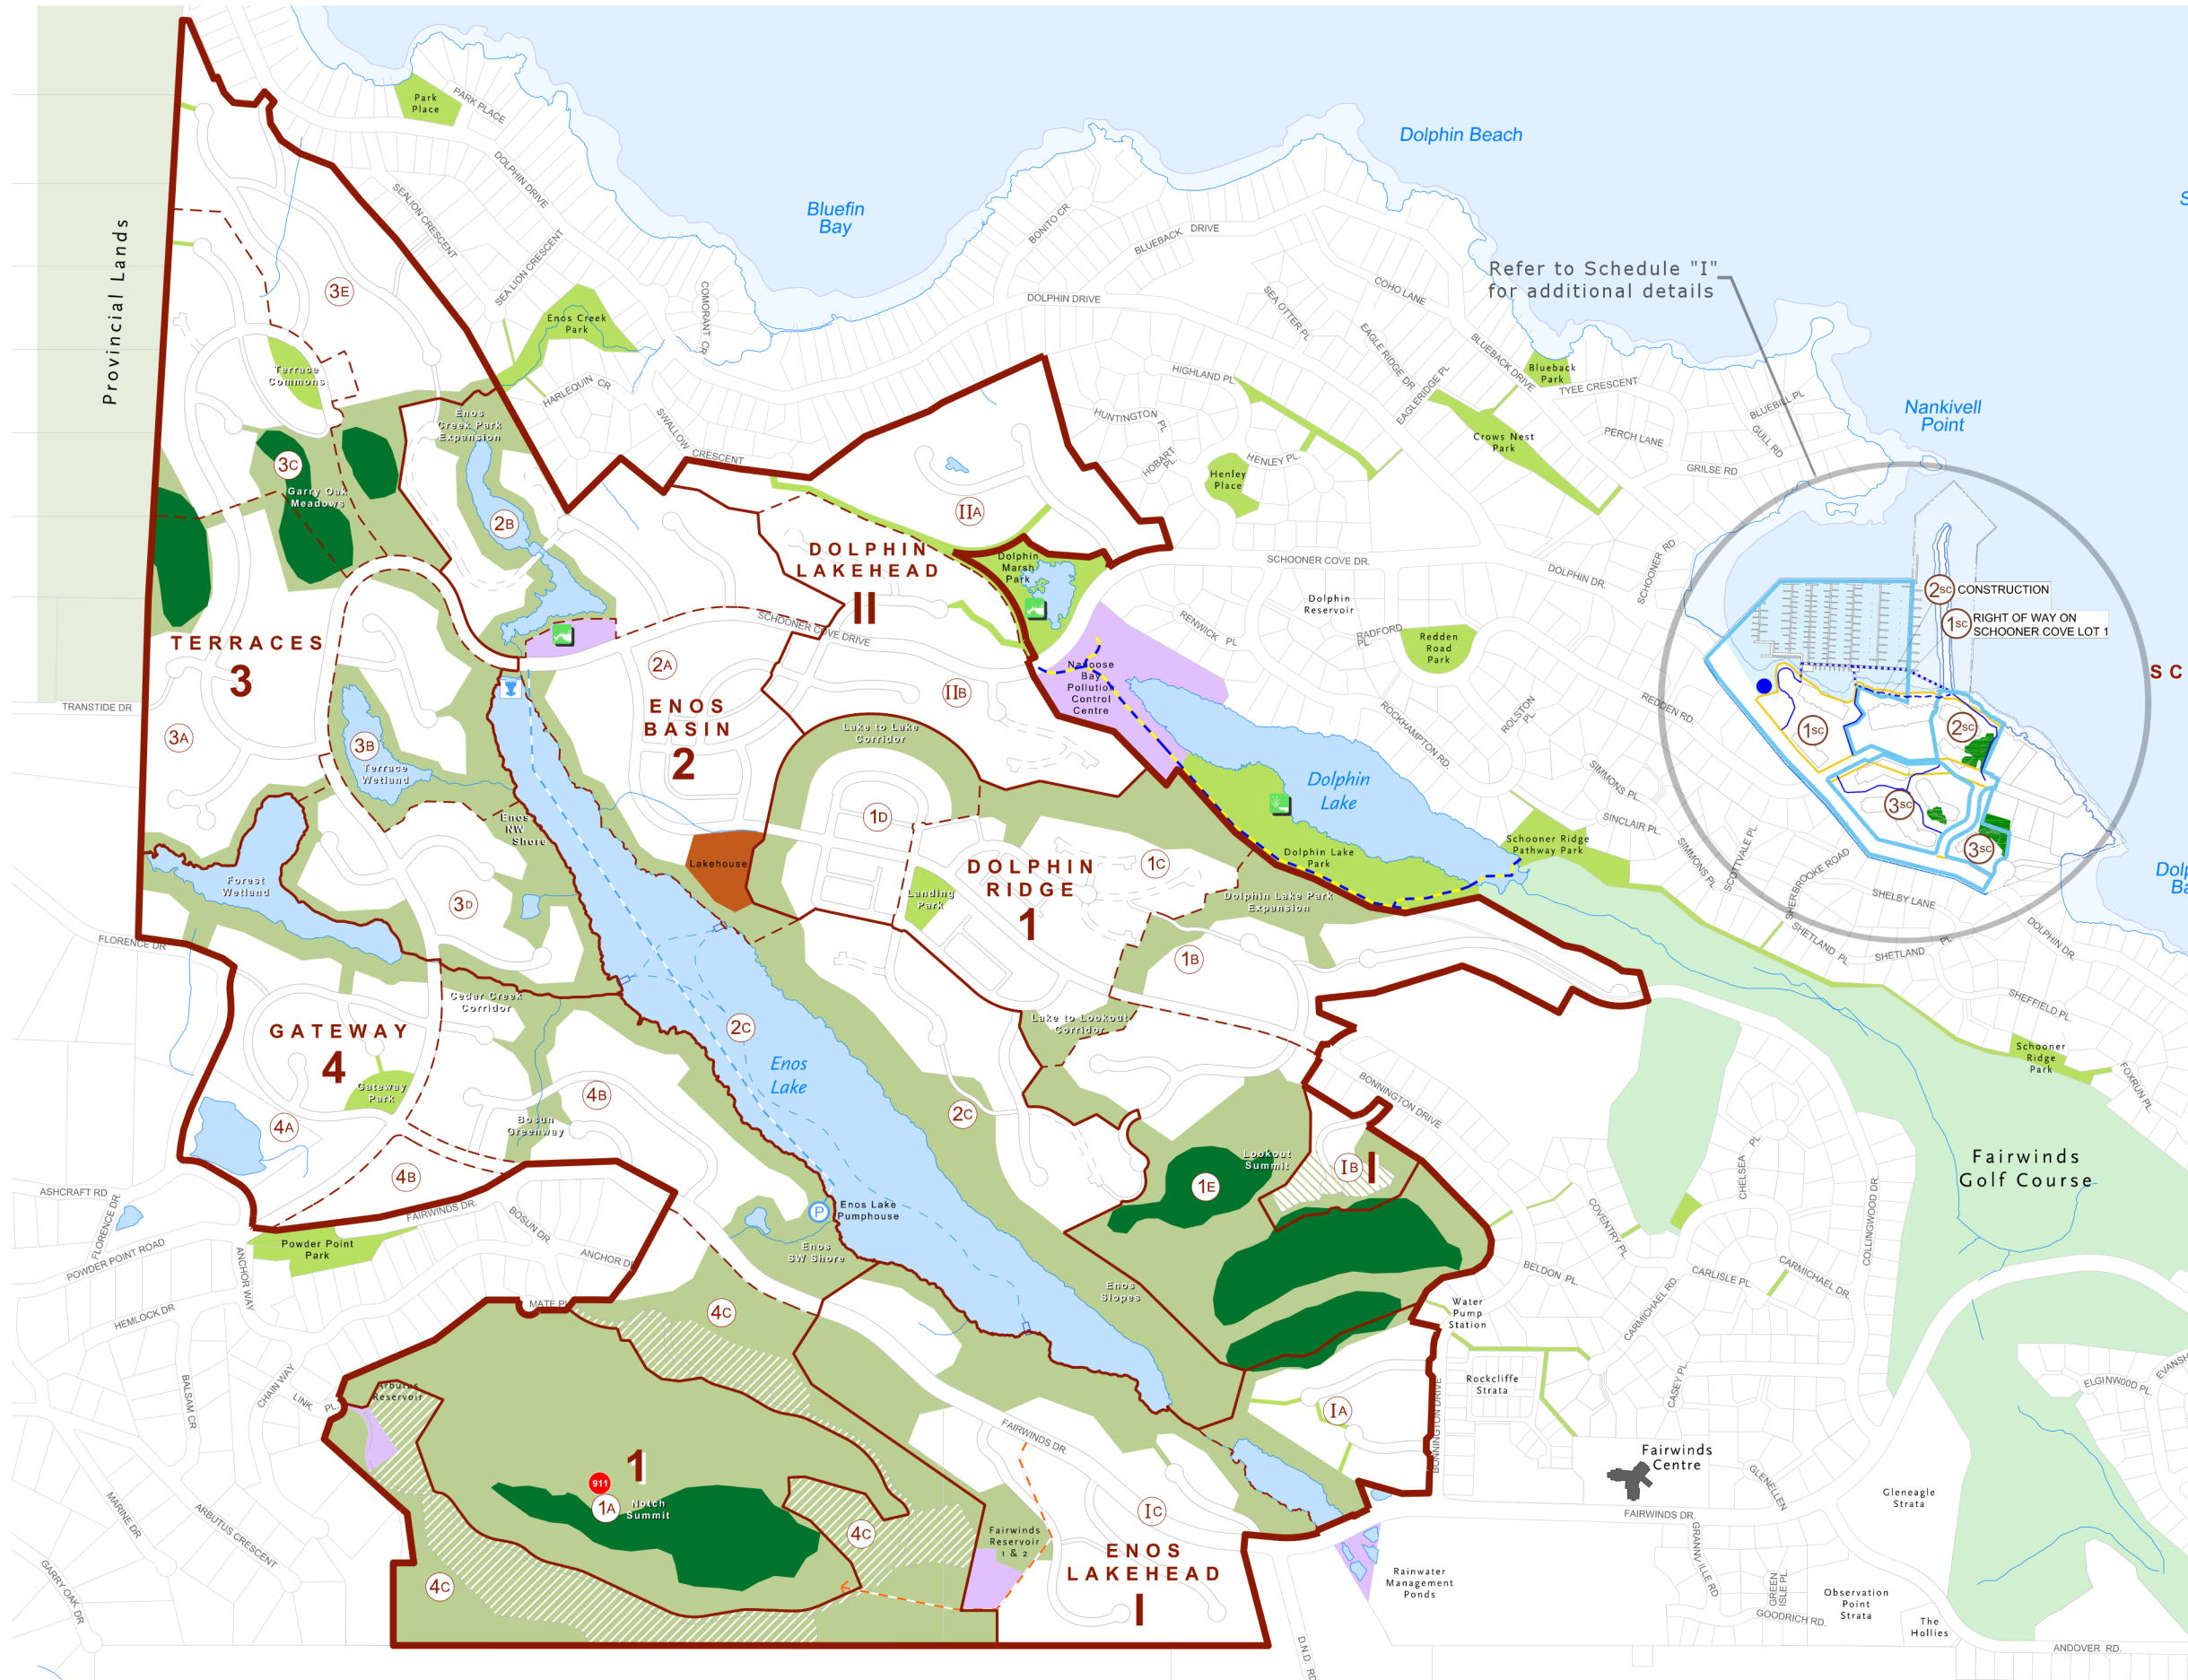 Park
Place
PARK PLACE
Dolphin Beach
DOLPHIN DRIVE
SEALION CRESCENT
Bluefin
Bay
BONITO CR
BLUEBACK DRIVE
Provincial Lands
SEA LION CRESCENT
COMORANT CR
Refer to Schedule "I"
for additional details
3E
COHO LANE
DOLPHIN DRIVE
SEA OTTER PL
Enos Creek
Park
EAGLE RIDGE DR
BLUEBACK DRIVE
Terrace
Commons
Blueback
Park
HIGHLAND PL.
EAGLERIDGE PL
TYEE CRESCENT
HARLEQUIN CR
BLUEBILL PL
Nankivell
Point
Enos
Creek Park
Expansion
SWALLOW
CRESCENT
HUNTINGTON
PL
GULL RD
PERCH LANE
Crows Nest
Park
3C
HOBART
PL.
HENLEY PL.
Henley
Place
GRILSE RD
Garry Oak
Meadows
2B
IIA
DOLPHIN
LAKEHEAD
II
Dolphin
Marsh
Park
SCHOONER COVE DR.
SCHOONER RD
DOLPHIN DR.
2SC
CONSTRUCTION
Dolphin
Reservoir
1SC
RIGHT OF WAY ON
SCHOONER COVE LOT 1
SCHOONER COVE DRIVE
RENWICK PL
RADFORD
PL.
Redden
Road
Park
TERRACES
3
2A
Nanoose
Bay
Pollution
Control
Centre
SC
IIB
REDDEN RD.
TRANSTIDE DR
ENOS
BASIN
2
ROCKHAMPTON RD.
ROLSTON
PL.
3A
3B
Terrace
Wetland
Lake to Lake
Corridor
1SC
2SC
Dolphin
Lake
SIMMONS PL.
3SC
Enos
NW
Shore
1D
SINCLAIR PL.
Schooner Ridge
Pathway Park
SIMMONS PL.
SCOTVALE PL.
3SC
Lakehouse
DOLPHIN
RIDGE
1
1C
Dolphin Lake
Park
SHERBROOKE ROAD
Forest
Wetland
Landing
Park
Dolphin Lake Park
Expansion
SHELBY LANE
3D
FLORENCE DR
1B
SHETLAND PL.
SHETLAND PL
DOLPHIN DR.
Cedar Creek
Corridor
SHEFFIELD PL.
GATEWAY
4
Lake to Lookout
Corridor
2C
Enos
Lake
Schooner
Ridge
Park
FOXRUN PL
Gateway
Park
BONNINGTON DRIVE
4B
2C
4A
Bosun
Greenway
Lookout
Summit
IB
I
Fairwinds
Golf Course
CHELSEA PL.
4B
1E
ASHCRAFT RD
FLORENCE DR.
Enos Lake
Pumphouse
P
FAIRWINDS DR.
BOSUN DR.
COVENTRY PL
COLLINGWOOD DR.
Powder Point
Park
POWDER POINT ROAD
ANCHOR WAY
Enos
SW Shore
BELDON PL.
CARLISLE PL.
CARMICHAEL DR.
Enos
Slopes
HEMLOCK DR
MATE PL
4C
Water
Pump
Station
CARMICHAEL RD.
BALSAM CR
CHAIN WAY
LINK PL.
Arbutus
Reservoir
Rockcliffe
Strata
CASEY PL.
ELGINW00D PL.
IA
BONNINGTON DRIVE
FAIRWINDS DR.
Fairwinds
Centre
1
911
1A
Notch
Summit
GLENELLEN
Gleneagle
Strata
IC
MARINE DR
ARBUTUS CRESCENT
4C
Fairwinds
Reservoir
1 & 2
FAIRWINDS DR.
GRANNVILLE RD
ENOS
LAKEHEAD
I
4C
GARRY OAK DR
Rainwater
Management
Ponds
GREEN
ISLE PL.
Observation
Point
Strata
GOODRICH RD.
The
Hollies
D.N.D. RD
ANDOVER RD.